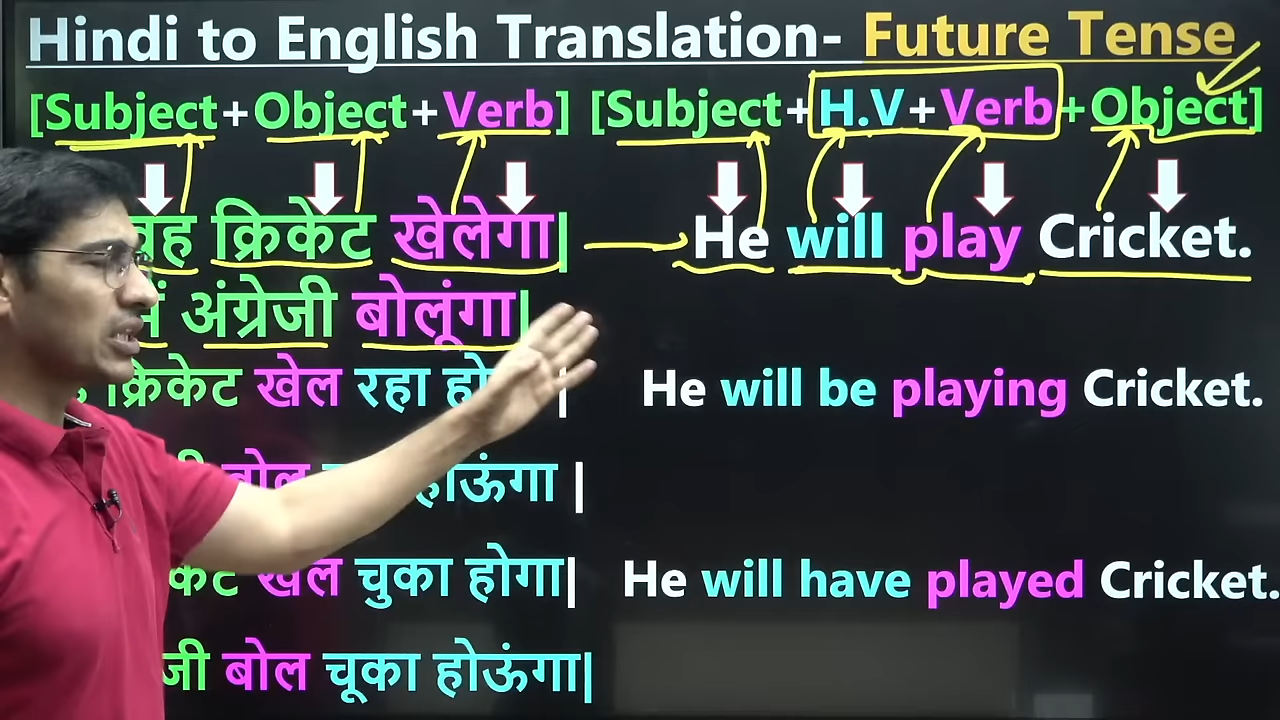 Hindi to English Translation- Future Tense
[Subject+Object+Verb] [Subject+H.V+Verb+Object]
वह क्रिकेट खेलेगा| He will play Cricket.
अंग्रेजी बोलूंगा|
क्रिकेट खेल रहा | He will be playing Cricket.
बोल होऊंगा |
खेल चुका होगा| He will have played Cricket.
बोल चूका होऊंगा|